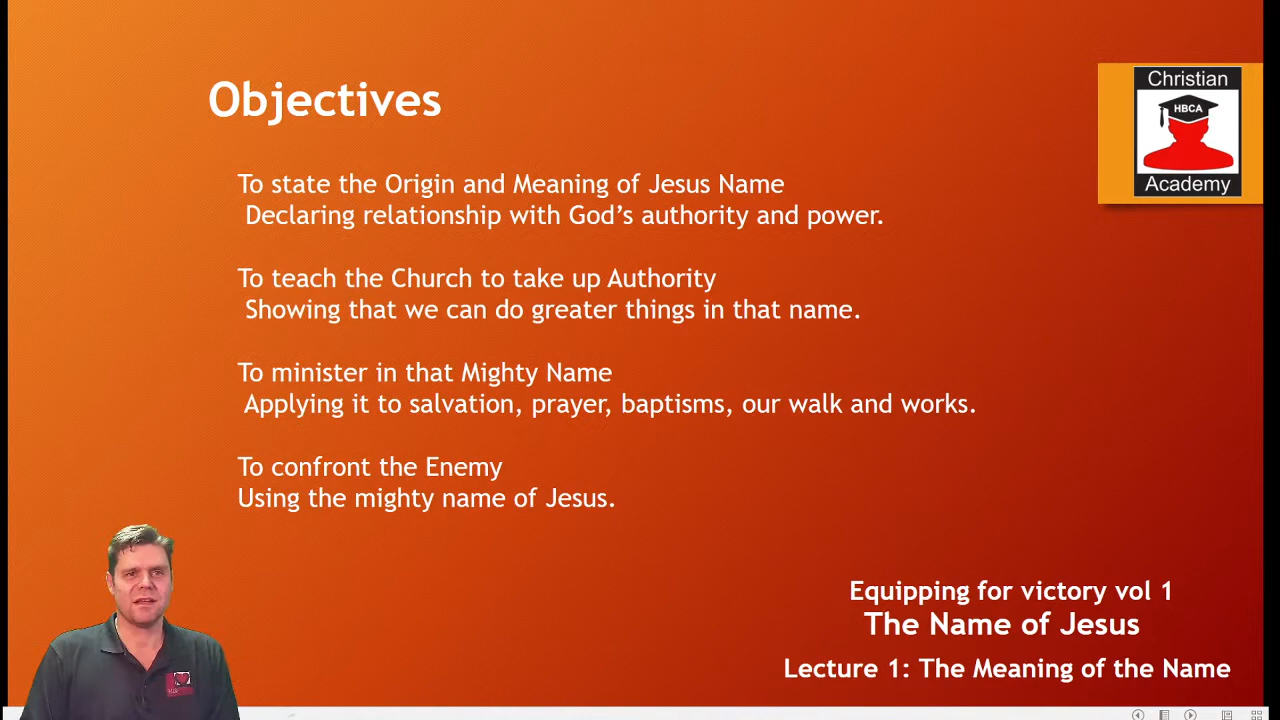 Objectives
Christian
HBCA
Academy
To state the Origin and Meaning of Jesus Name
Declaring relationship with God’s authority and power.
To teach the Church to take up Authority
Showing that we can do greater things in that name.
To minister in that Mighty Name
Applying it to salvation, prayer, baptisms, our walk and works.
To confront the Enemy
Using the mighty name of Jesus.
Equipping for victory vol 1
The Name of Jesus
Lecture 1: The Meaning of the Name